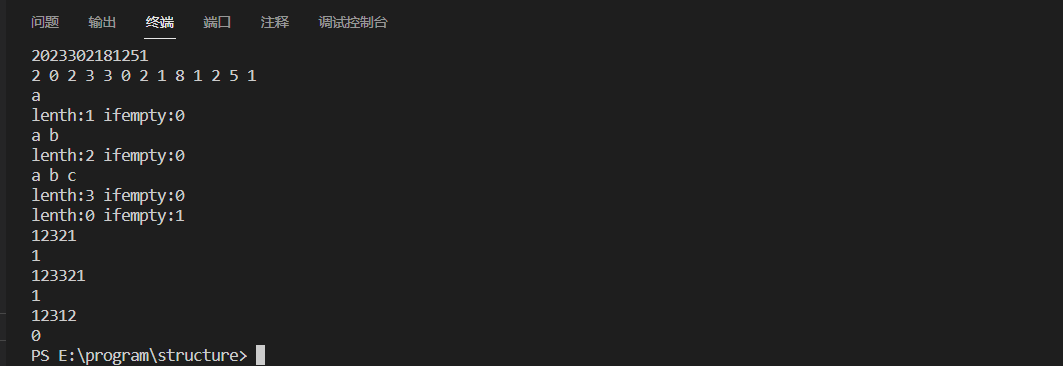 问题 输出 终端 端口 注释 调试控制台
2023302181251
2 0 2 3 3 0 2 1 8 1 2 5 1
a
lenth:1 ifempty:0
a b
lenth:2 ifempty:0
a b c
lenth:3 ifempty:0
lenth:0 ifempty:1
12321
1
123321
1
12312
0
PS E:\program\structure>